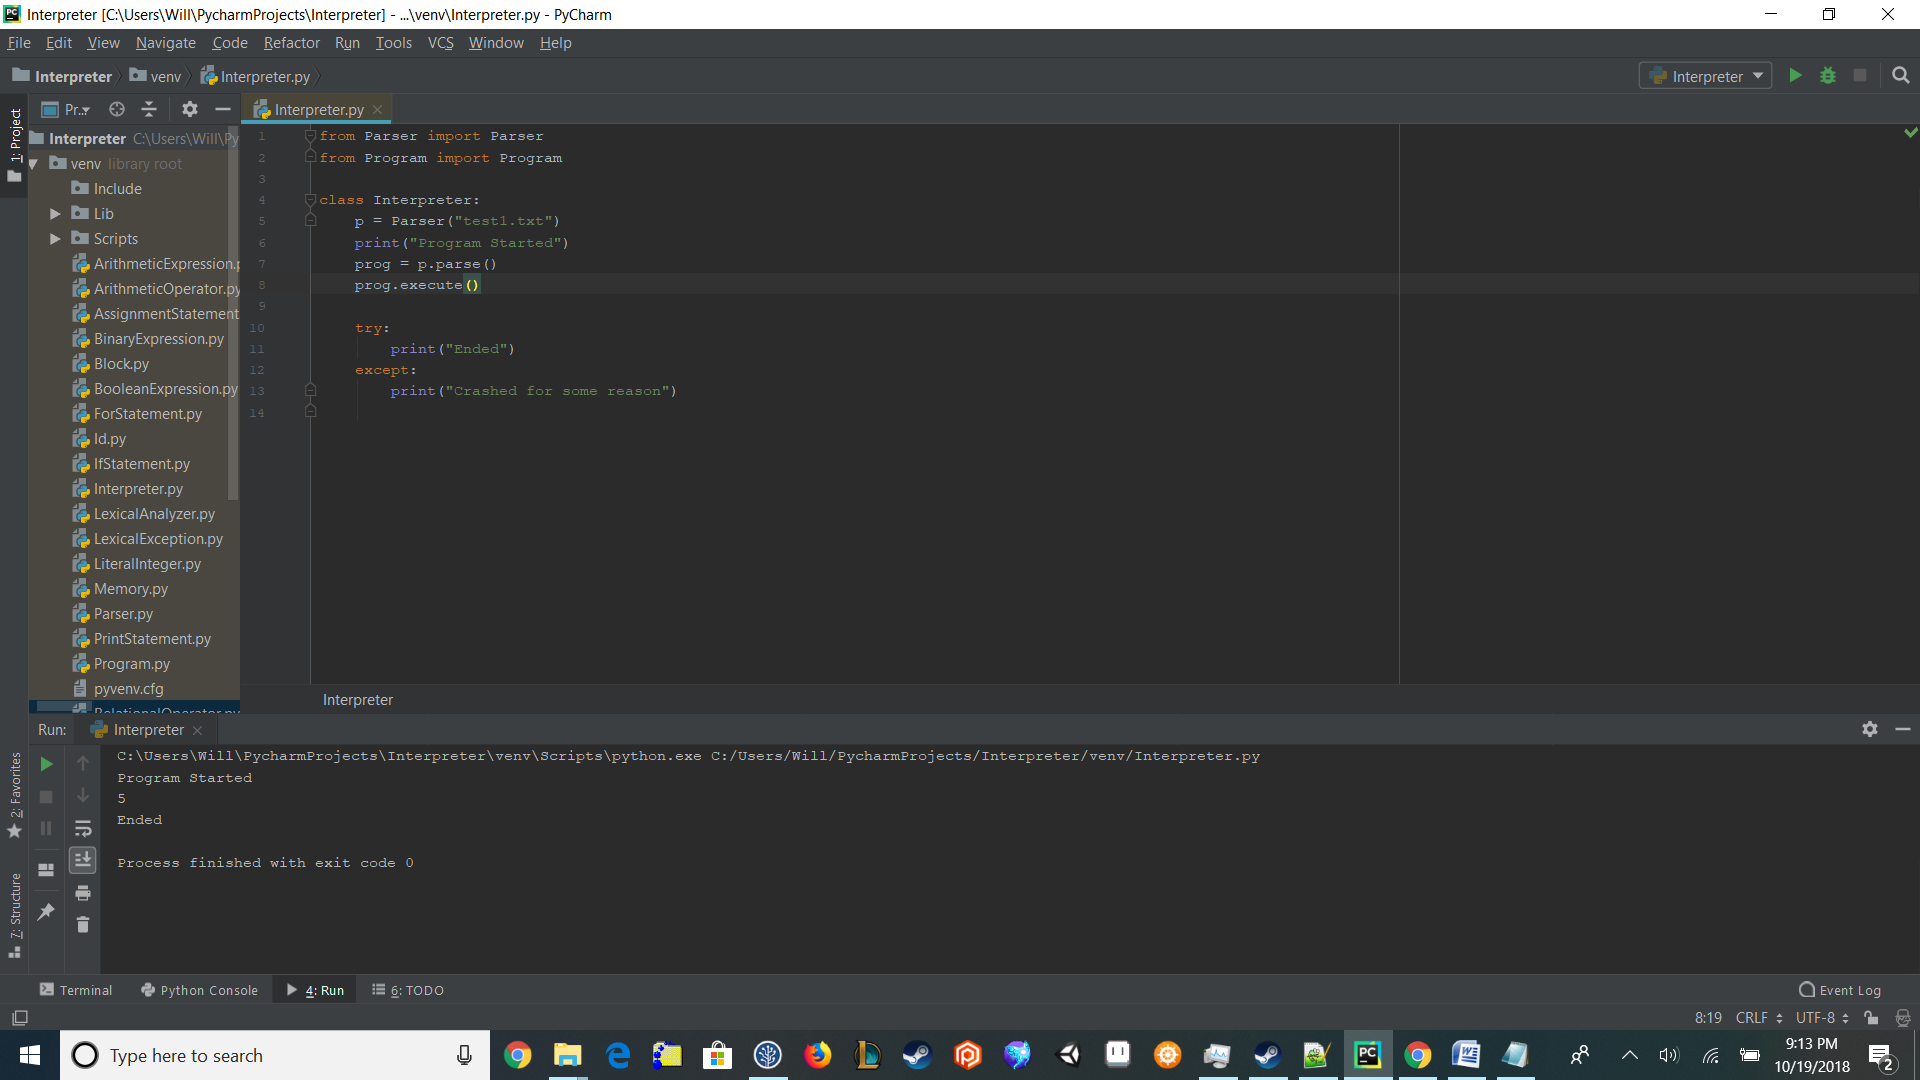 Interpreter [C:\Users\Will\PycharmProjects\Interpreter] - ...\venv\Interpreter.py - PyCharm
File Edit View Navigate Code Refactor Run Tools VCS Window Help
Interpreter venv Interpreter.py
Interpreter
1: Project
Pr...
Interpreter.py
Interpreter C:\Users\Will\Py
venv library root
Include
Lib
Scripts
ArithmeticExpression.p
ArithmeticOperator.py
AssignmentStatement
BinaryExpression.py
Block.py
BooleanExpression.py
ForStatement.py
Id.py
IfStatement.py
Interpreter.py
LexicalAnalyzer.py
LexicalException.py
LiteralInteger.py
Memory.py
Parser.py
PrintStatement.py
Program.py
pyvenv.cfg
RelationalOperator.py
1 from Parser import Parser
2 from Program import Program
3
4 class Interpreter:
5 p = Parser("test1.txt")
6 print("Program Started")
7 prog = p.parse()
8 prog.execute()
9
10 try:
11 print("Ended")
12 except:
13 print("Crashed for some reason")
14
Interpreter
Run: Interpreter
C:\Users\Will\PycharmProjects\Interpreter\venv\Scripts\python.exe C:/Users/Will/PycharmProjects/Interpreter/venv/Interpreter.py
Program Started
5
Ended
Process finished with exit code 0
2: Favorites
7: Structure
Terminal Python Console 4: Run 6: TODO
Event Log
8:19 CRLF UTF-8
Type here to search
PC
9:13 PM
10/19/2018
2